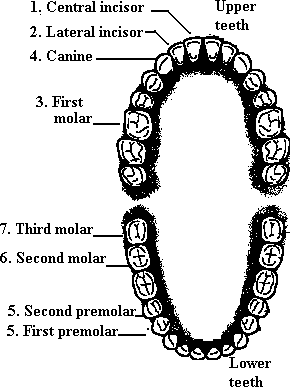 1. Central incisor
Upper
teeth
2. Lateral incisor
4. Canine
3. First
molar
7. Third molar
6. Second molar
5. Second premolar
5. First premolar
Lower
teeth